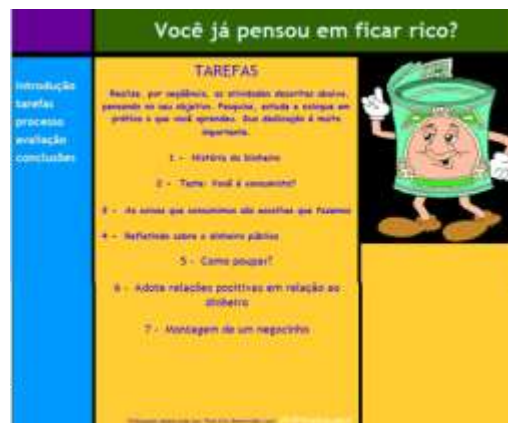 Você já pensou em ficar rico?
introdução
tarefas
processo
avaliação
conclusões
TAREFAS
Realize, por seqüência, as atividades descritas abaixo,
pensando no seu objetivo. Pesquise, estude e coloque em
prática o que você aprendeu. Sua dedicação é muito
importante.
1 - História do Dinheiro
2 - Teste: Você é consumista?
3 - As coisas que consumimos são escolhas que fazemos
4 - Refletindo sobre o dinheiro público
5 - Como poupar?
6 - Adote relações positivas em relação ao
dinheiro
7 - Montagem de um negocinho